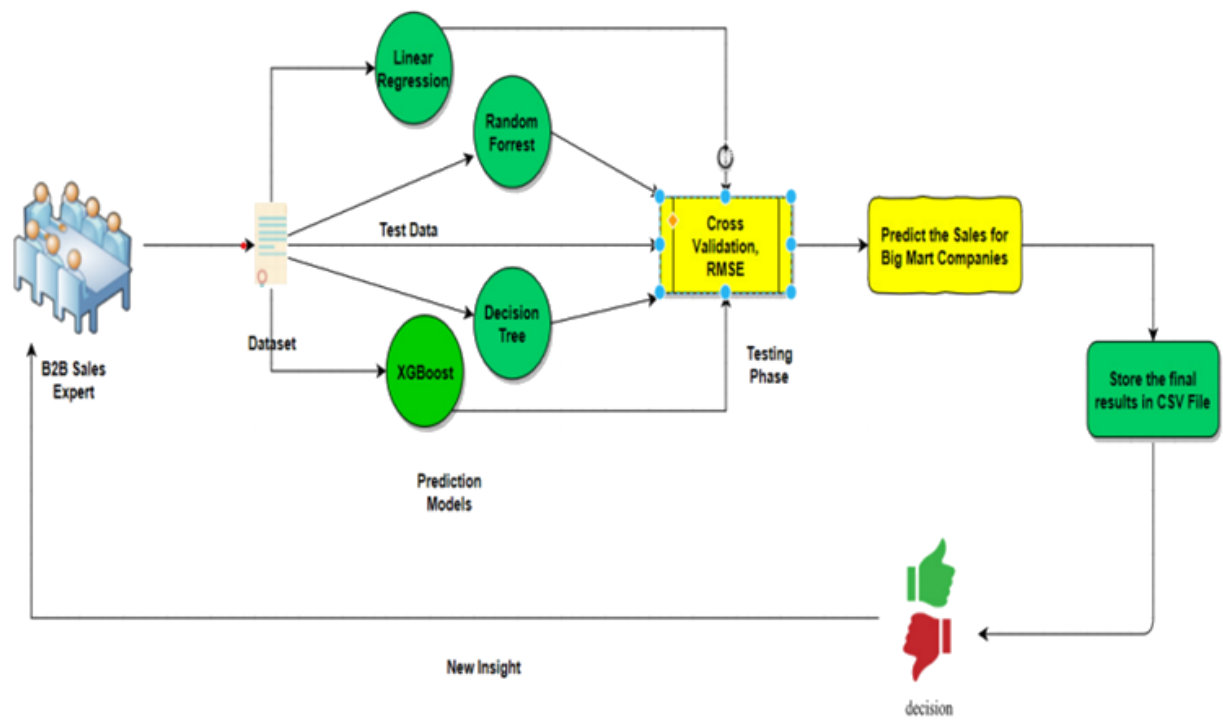 Linear
Regression
Random
Forrest
Test Data
Cross
Validation,
RMSE
Predict the Sales for
Big Mart Companies
Decision
Tree
Dataset
XGBoost
Testing
Phase
B2B Sales
Expert
Store the final
results in CSV File
Prediction
Models
New Insight
decision